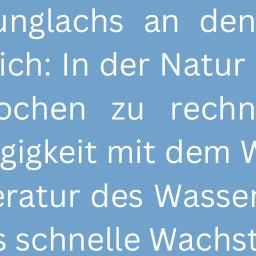 unglachs an den
ich: In der Natur
ochen zu rechn
gigkeit mit dem W
eratur des Wasser
s schnelle Wachst